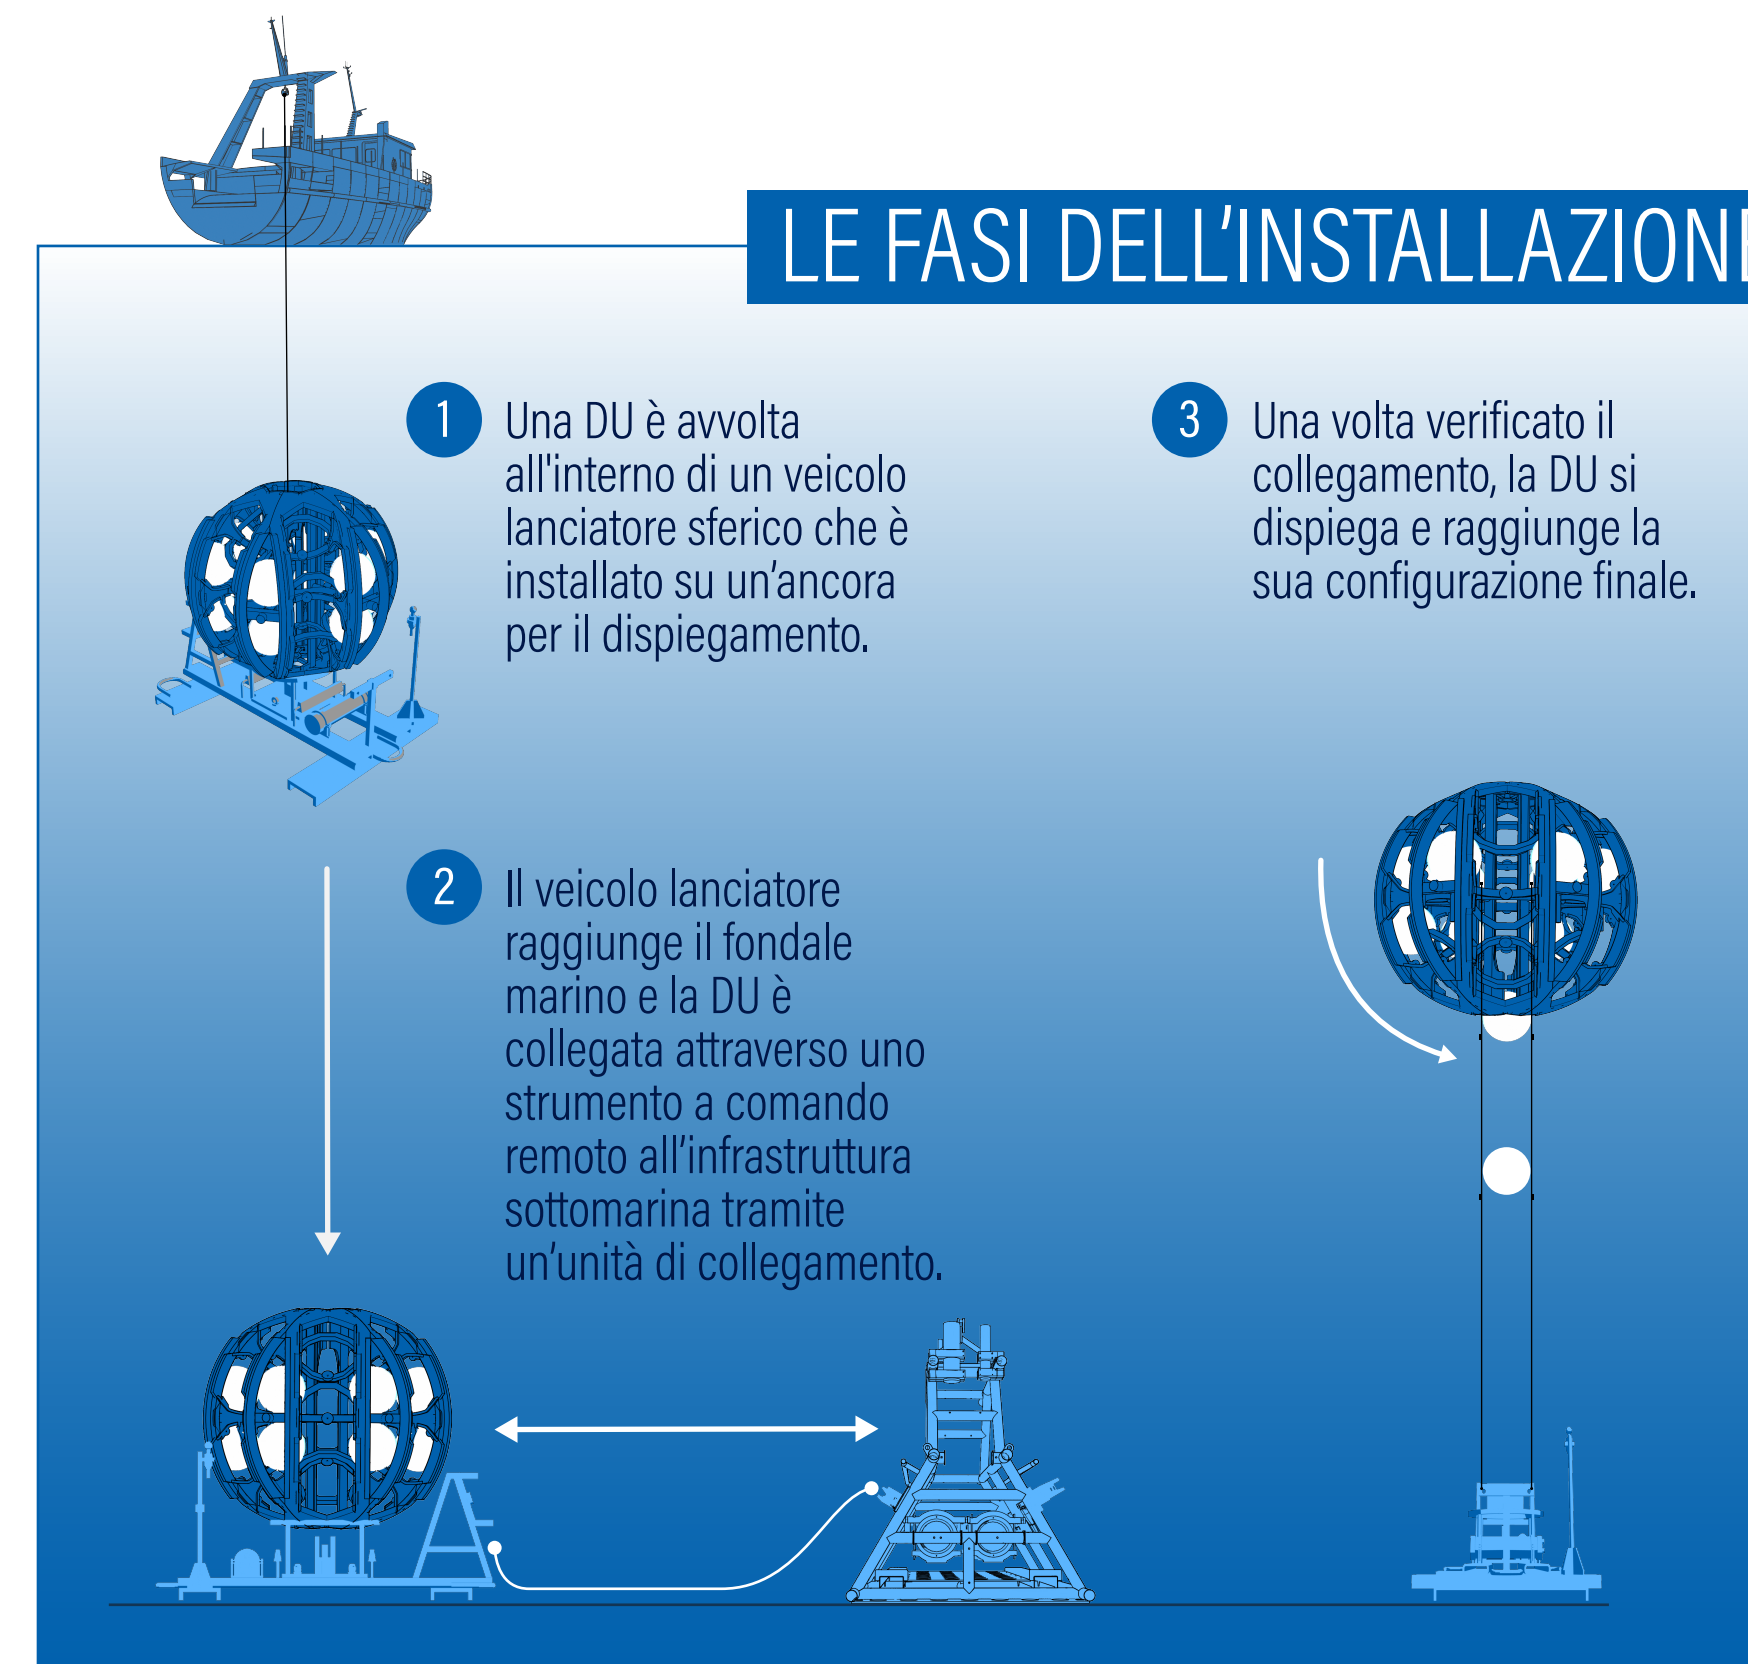 LE FASI DELL’INSTALLAZIONE
1
Una DU è avvolta
all'interno di un veicolo
lanciatore sferico che è
installato su un’ancora
per il dispiegamento.
2
Il veicolo lanciatore
raggiunge il fondale
marino e la DU è
collegata attraverso uno
strumento a comando
remoto all’infrastruttura
sottomarina tramite
un’unità di collegamento.
3
Una volta verificato il
collegamento, la DU si
dispiega e raggiunge la
sua configurazione finale.